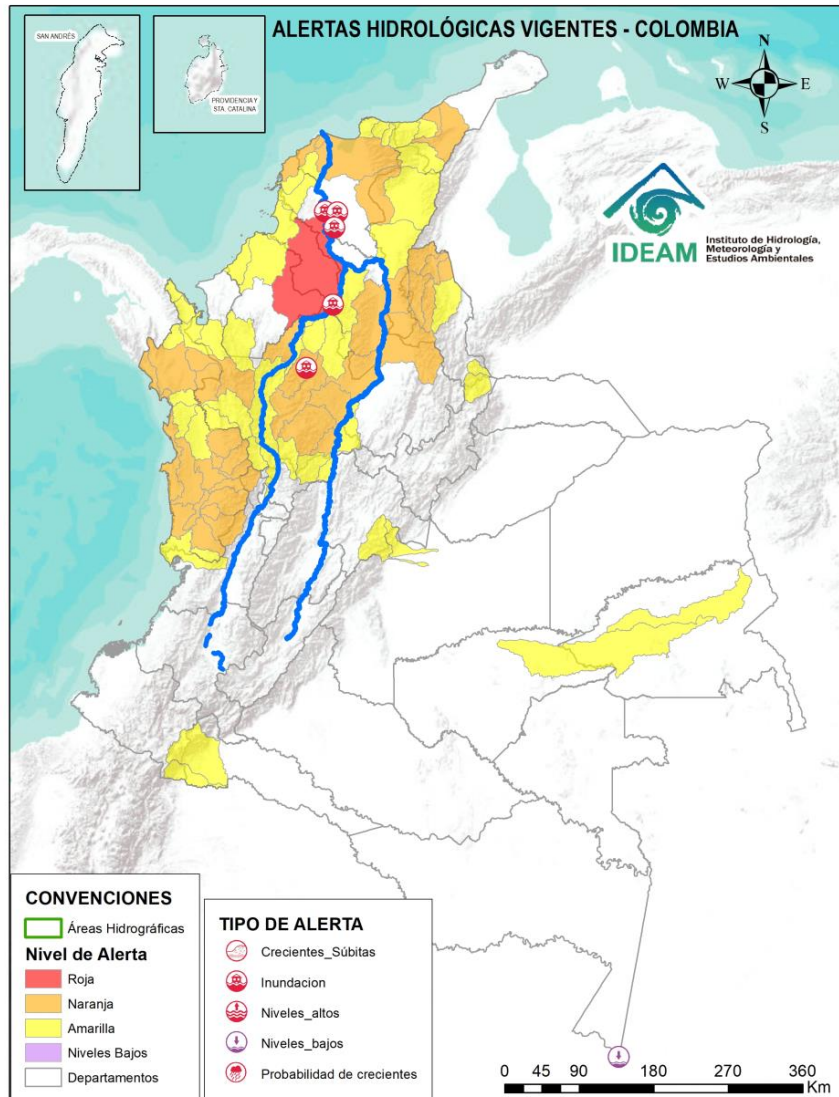 ALERTAS HIDROLÓGICAS VIGENTES - COLOMBIA
SAN ANDRÉS
PROVIDENCIA Y
STA. CATALINA
N
W
E
S
IDEAM
Instituto de Hidrología,
Meteorología y
Estudios Ambientales
CONVENCIONES
Áreas Hidrográficas
Nivel de Alerta
Roja
Naranja
Amarilla
Niveles Bajos
Departamentos
TIPO DE ALERTA
Crecientes_Súbitas
Inundacion
Niveles_altos
Niveles_bajos
Probabilidad de crecientes
0 45 90 180 270 360
Km